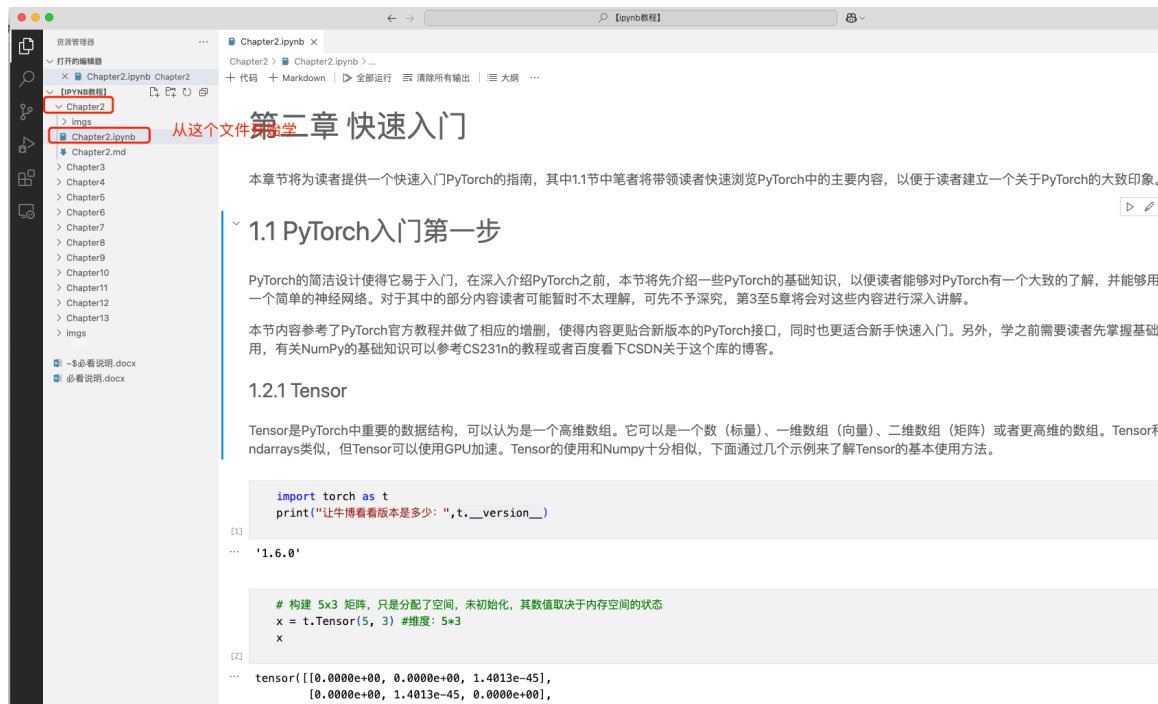 【ipynb教程】
资源管理器
Chapter2.ipynb
打开的编辑器
Chapter2 > Chapter2.ipynb > ...
Chapter2.ipynb Chapter2
代码 Markdown 全部运行 清除所有输出 大纲 ...
【IPYNB教程】
Chapter2
imgs
Chapter2.ipynb
从这个文件开始学
Chapter2.md
Chapter3
Chapter4
Chapter5
Chapter6
Chapter7
Chapter8
Chapter9
Chapter10
Chapter11
Chapter12
Chapter13
imgs
~$必看说明.docx
必看说明.docx
第二章 快速入门
本章节将为读者提供一个快速入门PyTorch的指南，其中1.1节中笔者将带领读者快速浏览PyTorch中的主要内容，以便于读者建立一个关于PyTorch的大致印象。
1.1 PyTorch入门第一步
PyTorch的简洁设计使得它易于入门，在深入介绍PyTorch之前，本节将先介绍一些PyTorch的基础知识，以便读者能够对PyTorch有一个大致的了解，并能够用
一个简单的神经网络。对于其中的部分内容读者可能暂时不太理解，可先不予深究，第3至5章将会对这些内容进行深入讲解。
本节内容参考了PyTorch官方教程并做了相应的增删，使得内容更贴合新版本的PyTorch接口，同时也更适合新手快速入门。另外，学之前需要读者先掌握基础
用，有关NumPy的基础知识可以参考CS231n的教程或者百度看下CSDN关于这个库的博客。
1.2.1 Tensor
Tensor是PyTorch中重要的数据结构，可以认为是一个高维数组。它可以是一个数（标量）、一维数组（向量）、二维数组（矩阵）或者更高维的数组。Tensor和
ndarrays类似，但Tensor可以使用GPU加速。Tensor的使用和Numpy十分相似，下面通过几个示例来了解Tensor的基本使用方法。
import torch as t
print("让牛博看看版本是多少：",t.__version__)
[1]
'1.6.0'
# 构建 5x3 矩阵，只是分配了空间，未初始化，其数值取决于内存空间的状态
x = t.Tensor(5, 3) #维度：5*3
x
[2]
tensor([[0.0000e+00, 0.0000e+00, 1.4013e-45],
[0.0000e+00, 1.4013e-45, 0.0000e+00],